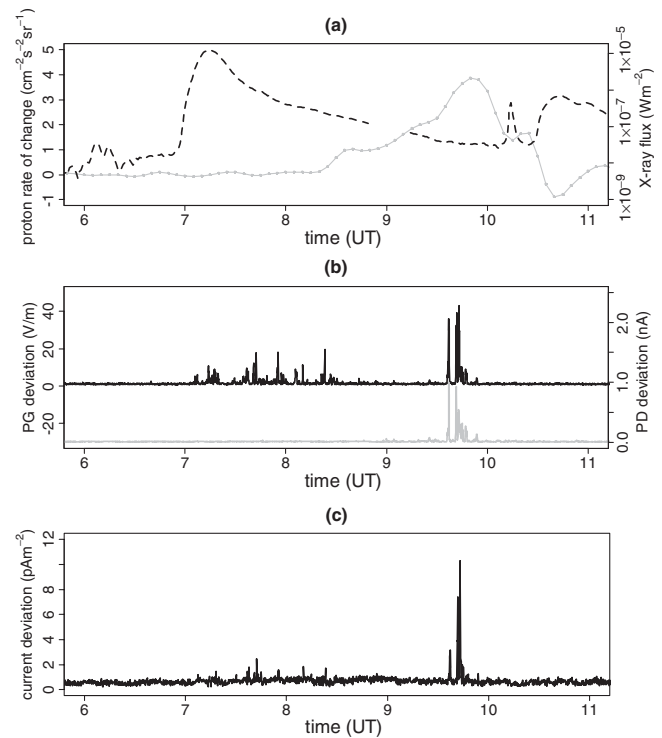 (a)
proton rate of change (cm⁻²s⁻²sr⁻¹)
5
4
3
2
1
0
-1
1×10⁻⁵
1×10⁻⁷
1×10⁻⁹
X-ray flux (Wm⁻²)
6 7 8 9 10 11
time (UT)
(b)
PG deviation (V/m)
40
20
0
-20
2.0
1.0
0.0
PD deviation (nA)
6 7 8 9 10 11
time (UT)
(c)
current deviation (pAm⁻²)
12
10
8
6
4
2
0
6 7 8 9 10 11
time (UT)